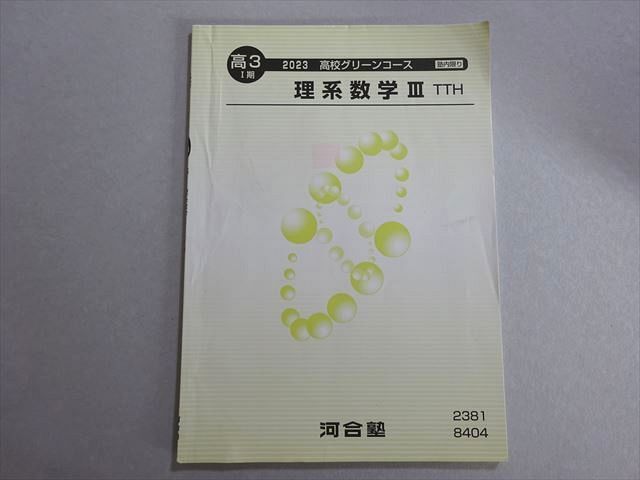 高3
I期
2023 高校グリーンコース
塾内限り
理系数学Ⅲ TTH
河合塾
2381
8404